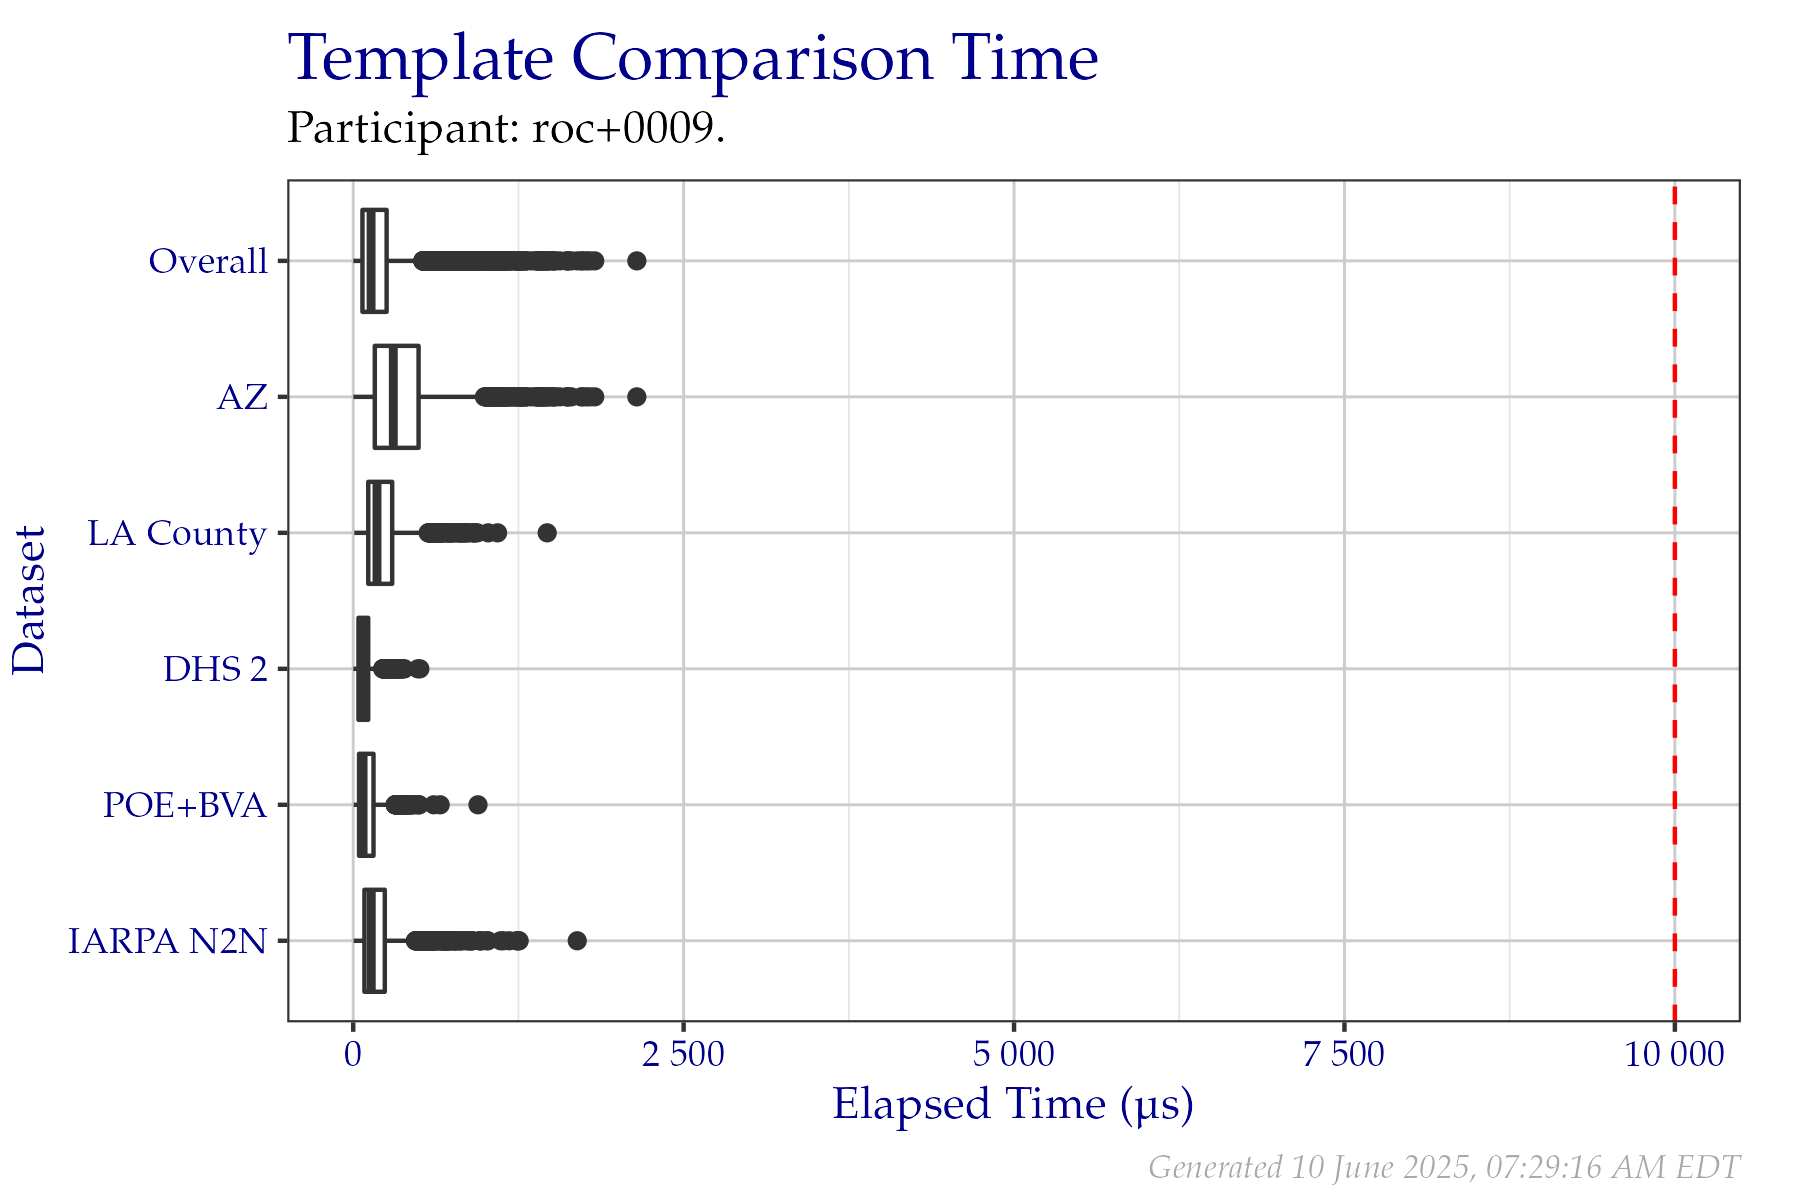 Template Comparison Time
Participant: roc+0009.
Dataset
Overall
AZ
LA County
DHS 2
POE+BVA
IARPA N2N
0 2 500 5 000 7 500 10 000
Elapsed Time (µs)
Generated 10 June 2025, 07:29:16 AM EDT